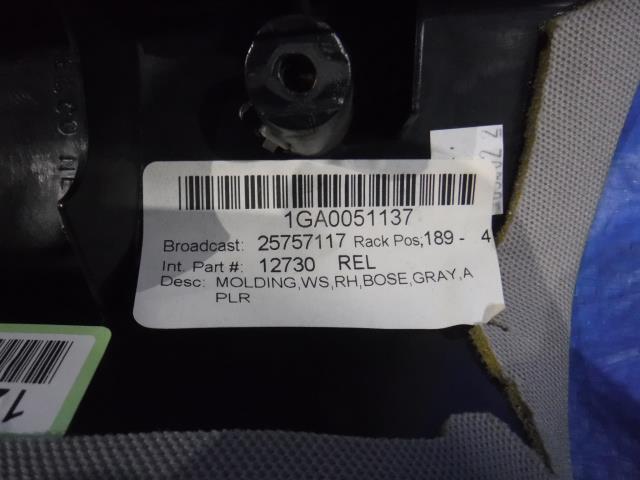 1GA0051137
Broadcast: 25757117 Rack Pos;189 - 4
Int. Part #: 12730 REL
Desc: MOLDING,WS,RH,BOSE,GRAY,A
PLR